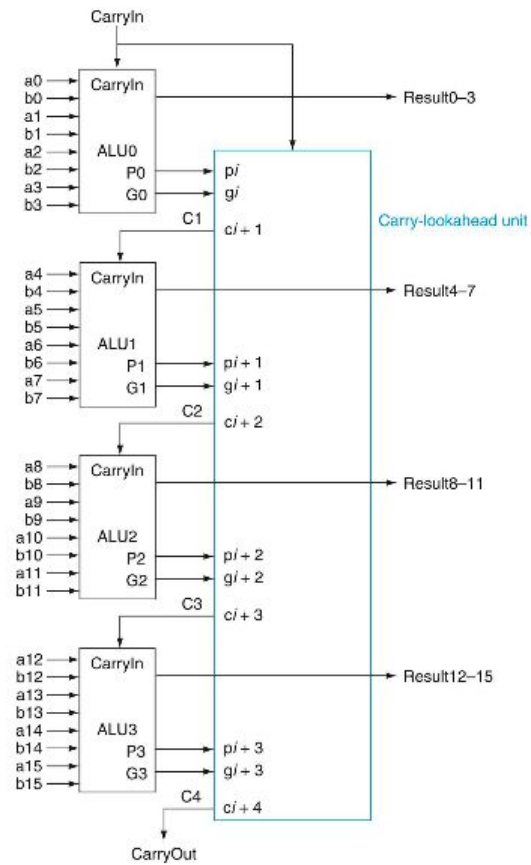 CarryIn
a0
b0
a1
b1
a2
b2
a3
b3
CarryIn
ALU0
P0
G0
Result0–3
pi
gi
Carry-lookahead unit
C1
ci + 1
a4
b4
a5
b5
a6
b6
a7
b7
CarryIn
ALU1
P1
G1
Result4–7
pi + 1
gi + 1
C2
ci + 2
a8
b8
a9
b9
a10
b10
a11
b11
CarryIn
ALU2
P2
G2
Result8–11
pi + 2
gi + 2
C3
ci + 3
a12
b12
a13
b13
a14
b14
a15
b15
CarryIn
ALU3
P3
G3
Result12–15
pi + 3
gi + 3
C4
ci + 4
CarryOut